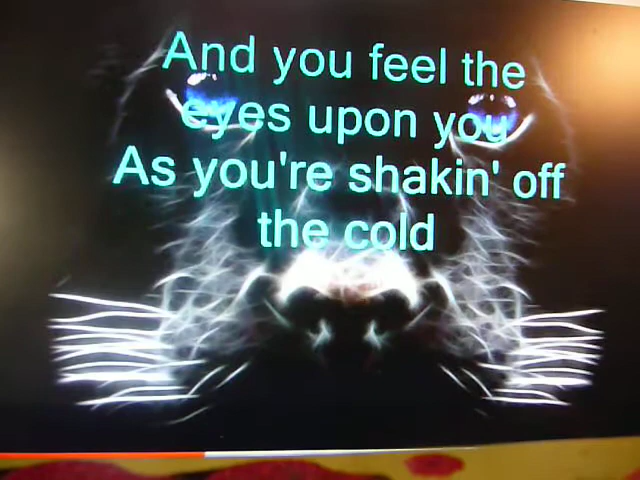 And you feel the
eyes upon you
As you're shakin' off
the cold